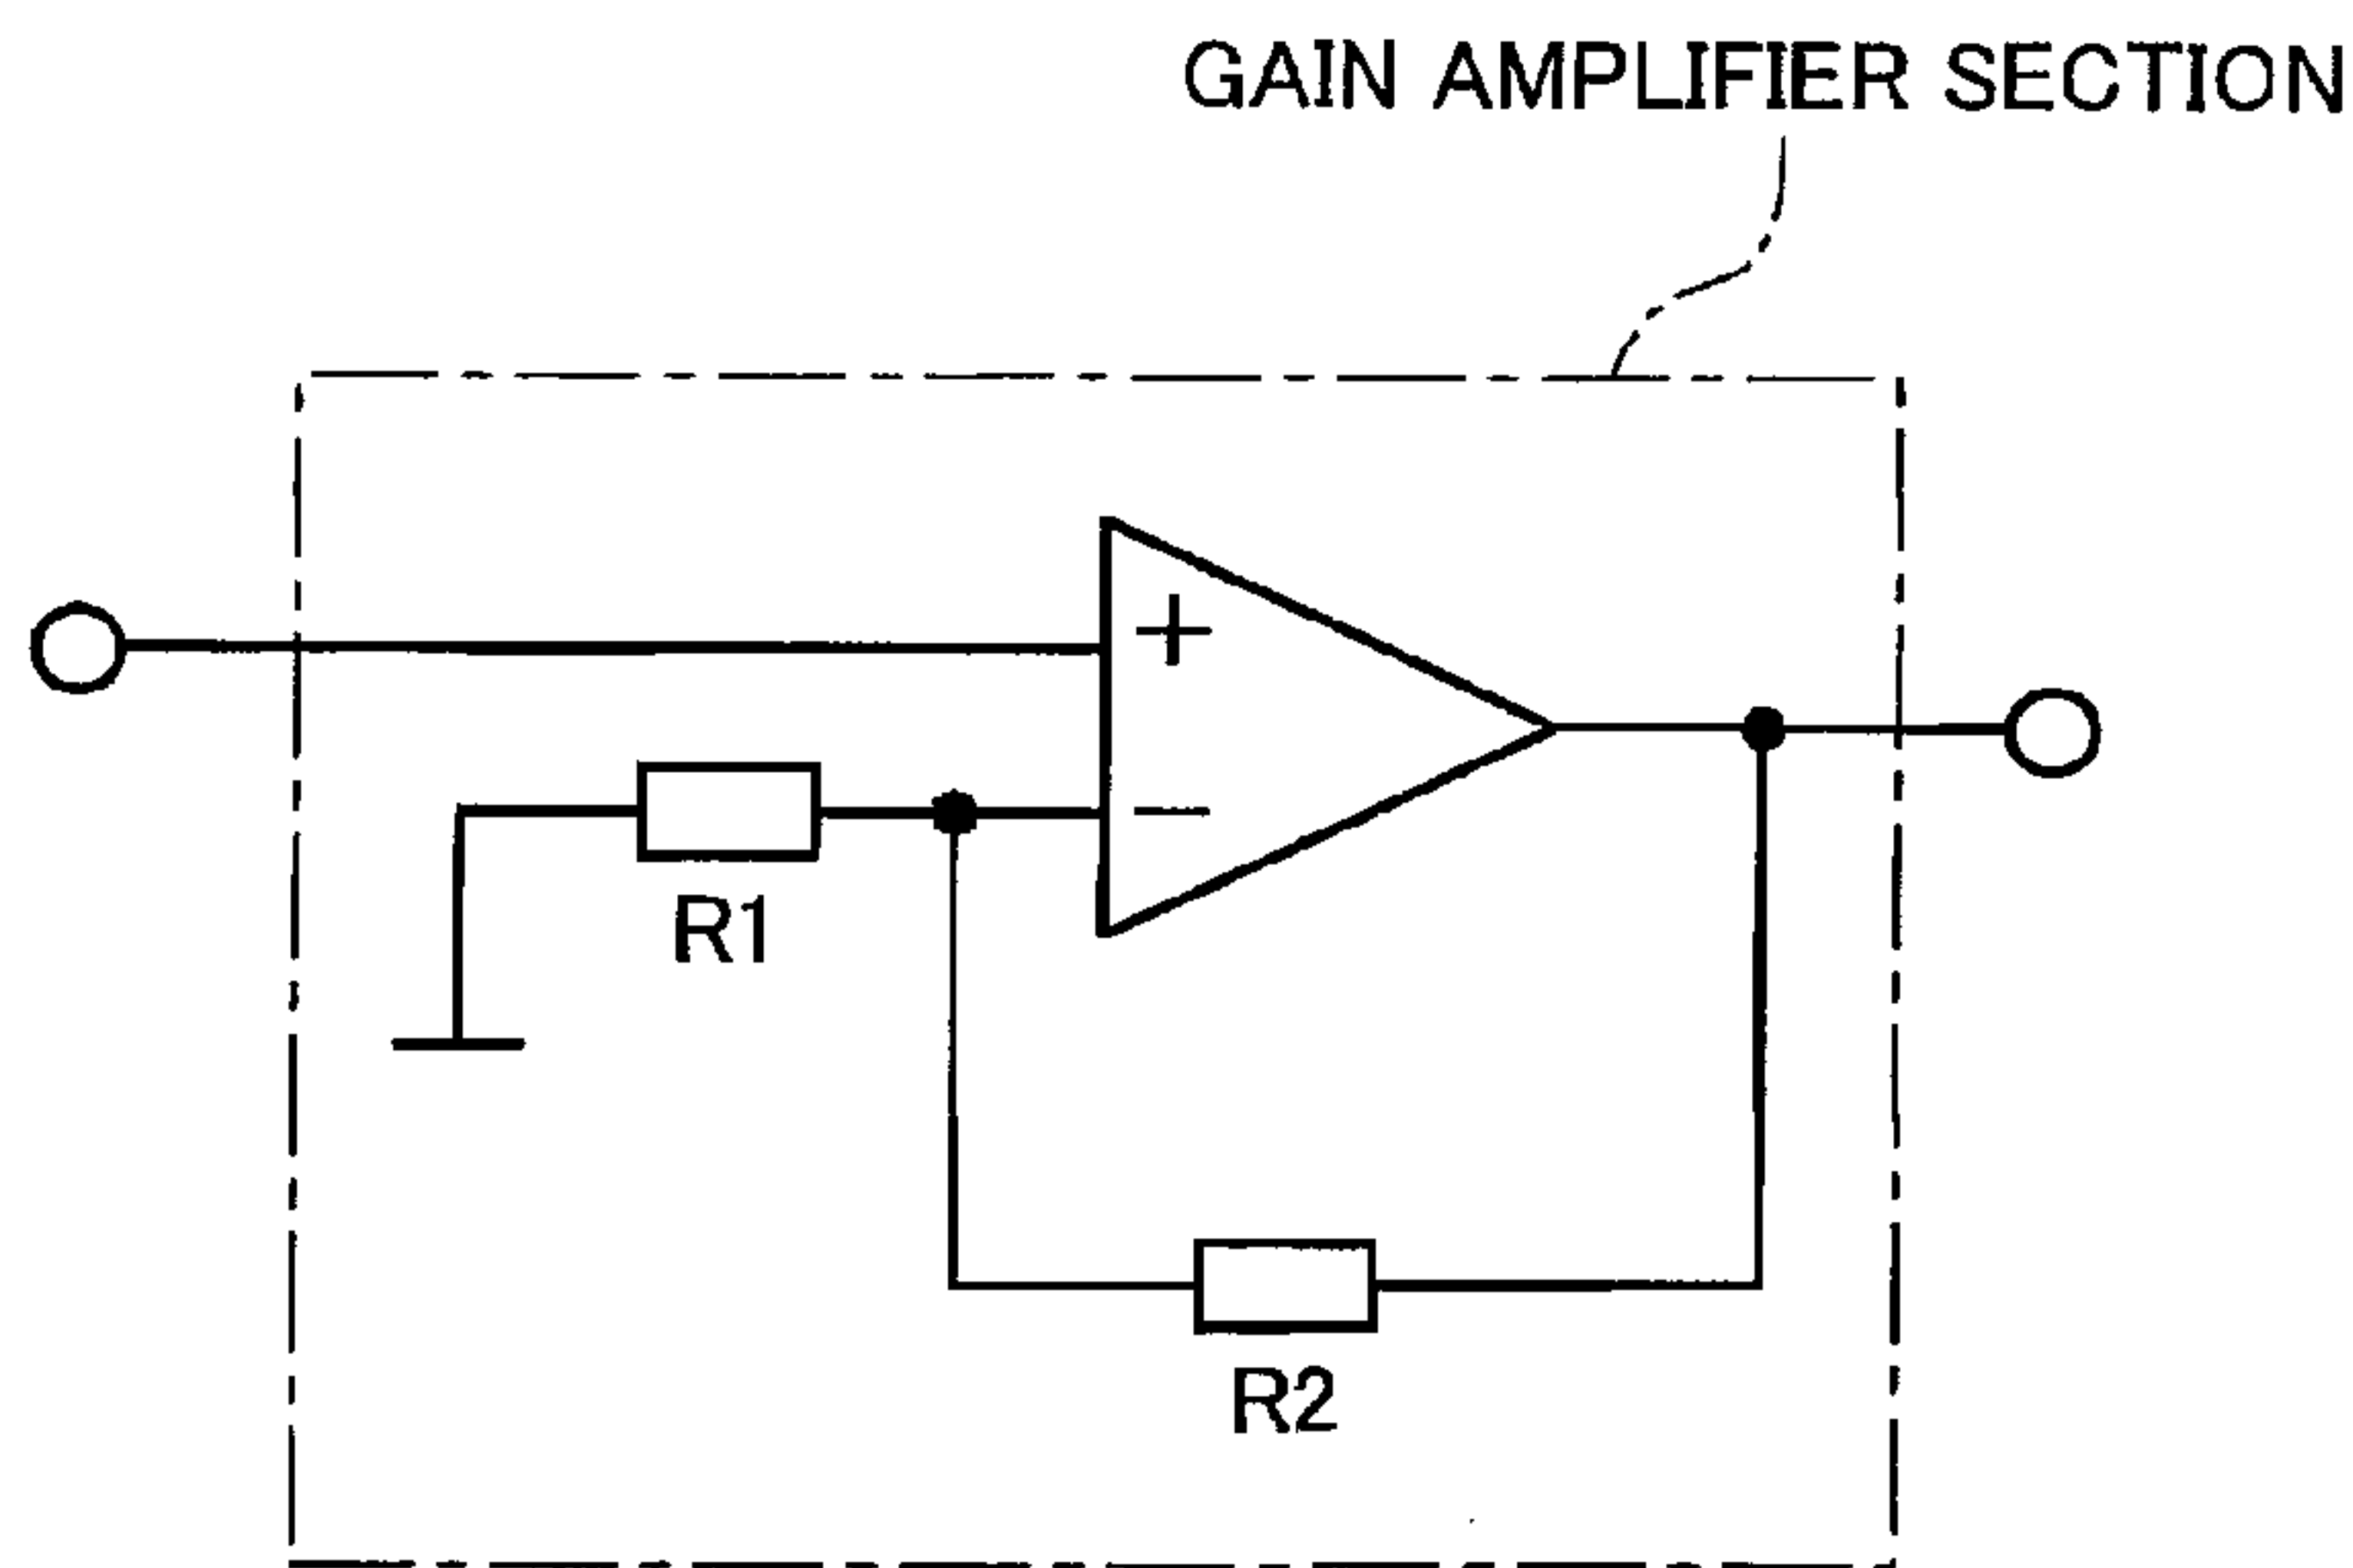 GAIN AMPLIFIER SECTION
+
−
R1
R2